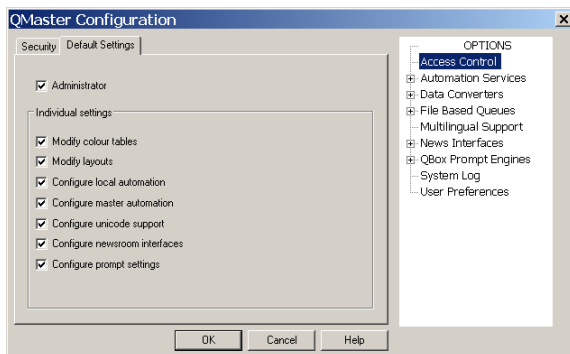 QMaster Configuration
Security Default Settings
Administrator
Individual settings
Modify colour tables
Modify layouts
Configure local automation
Configure master automation
Configure unicode support
Configure newsroom interfaces
Configure prompt settings
OPTIONS
Access Control
Automation Services
Data Converters
File Based Queues
Multilingual Support
News Interfaces
QBox Prompt Engines
System Log
User Preferences
OK Cancel Help